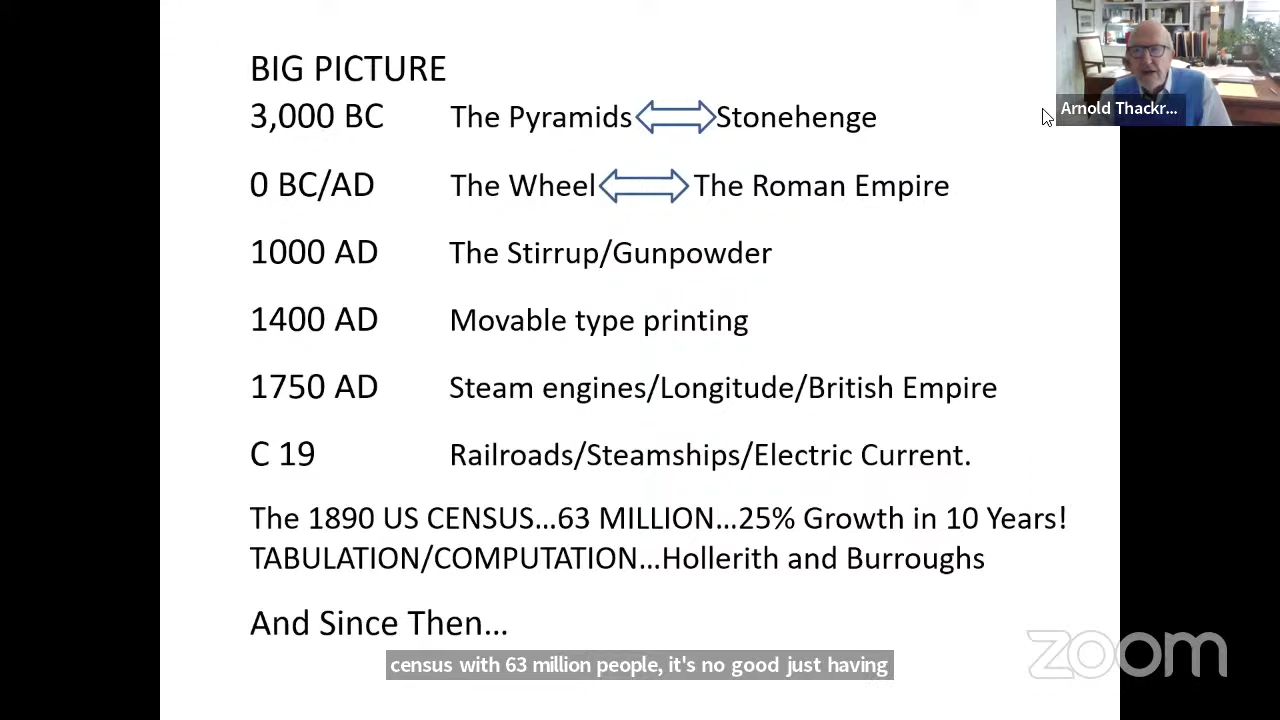 BIG PICTURE
3,000 BC The Pyramids Stonehenge
0 BC/AD The Wheel The Roman Empire
1000 AD The Stirrup/Gunpowder
1400 AD Movable type printing
1750 AD Steam engines/Longitude/British Empire
C 19 Railroads/Steamships/Electric Current.
The 1890 US CENSUS...63 MILLION...25% Growth in 10 Years!
TABULATION/COMPUTATION...Hollerith and Burroughs
And Since Then...
census with 63 million people, it's no good just having
Arnold Thackr...
zoom